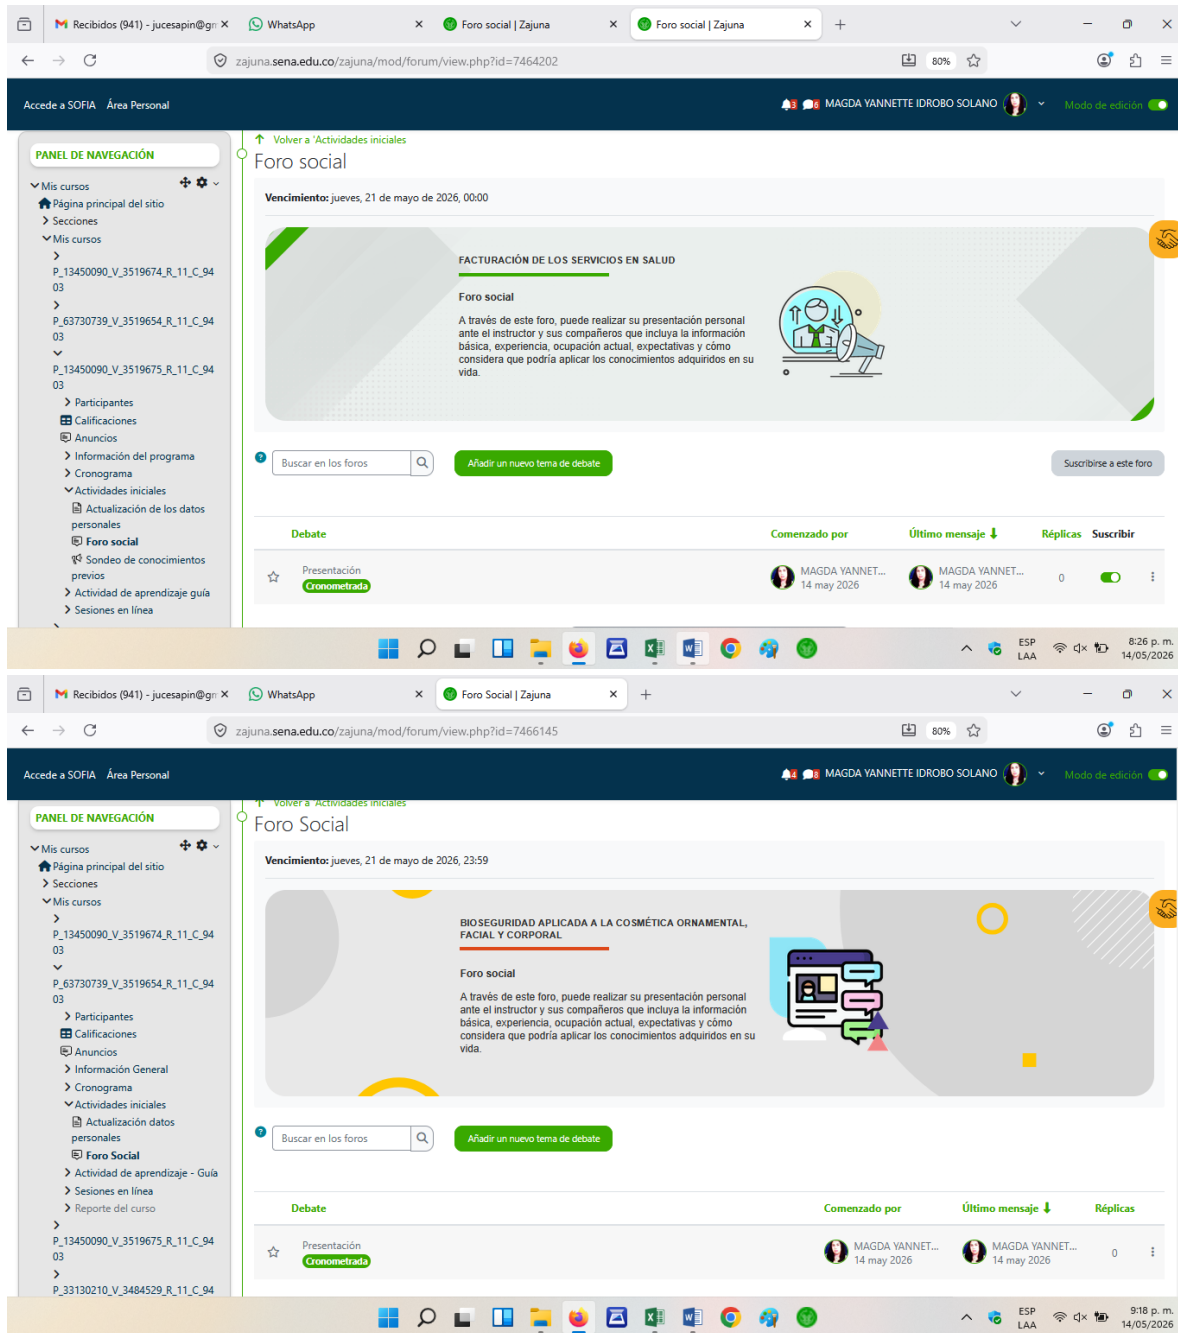 Recibidos (941) - jucesapin@gm
WhatsApp
Foro social | Zajuna
Foro social | Zajuna
zajuna.sena.edu.co/zajuna/mod/forum/view.php?id=7464202
80%
Accede a SOFIA Área Personal
3 6 MAGDA YANNETTE IDROBO SOLANO
Modo de edición
PANEL DE NAVEGACIÓN
Mis cursos
Página principal del sitio
Secciones
Mis cursos
P_13450090_V_3519674_R_11_C_94
03
P_63730739_V_3519654_R_11_C_94
03
P_13450090_V_3519675_R_11_C_94
03
Participantes
Calificaciones
Anuncios
Información del programa
Cronograma
Actividades iniciales
Actualización de los datos
personales
Foro social
Sondeo de conocimientos
previos
Actividad de aprendizaje guía
Sesiones en línea
Volver a 'Actividades iniciales
Foro social
Vencimiento: jueves, 21 de mayo de 2026, 00:00
FACTURACIÓN DE LOS SERVICIOS EN SALUD
Foro social
A través de este foro, puede realizar su presentación personal
ante el instructor y sus compañeros que incluya la información
básica, experiencia, ocupación actual, expectativas y cómo
considera que podría aplicar los conocimientos adquiridos en su
vida.
Buscar en los foros
Añadir un nuevo tema de debate
Suscribirse a este foro
Debate Comenzado por Último mensaje Réplicas Suscribir
Presentación
Cronometrada
MAGDA YANNET...
14 may 2026
MAGDA YANNET...
14 may 2026
0
ESP
LAA
8:26 p. m.
14/05/2026
Recibidos (941) - jucesapin@gm
WhatsApp
Foro Social | Zajuna
zajuna.sena.edu.co/zajuna/mod/forum/view.php?id=7466145
80%
Accede a SOFIA Área Personal
4 8 MAGDA YANNETTE IDROBO SOLANO
Modo de edición
PANEL DE NAVEGACIÓN
Mis cursos
Página principal del sitio
Secciones
Mis cursos
P_13450090_V_3519674_R_11_C_94
03
P_63730739_V_3519654_R_11_C_94
03
Participantes
Calificaciones
Anuncios
Información General
Cronograma
Actividades iniciales
Actualización datos
personales
Foro Social
Actividad de aprendizaje - Guía
Sesiones en línea
Reporte del curso
P_13450090_V_3519675_R_11_C_94
03
P_33130210_V_3484529_R_11_C_94
Volver a 'Actividades iniciales
Foro Social
Vencimiento: jueves, 21 de mayo de 2026, 23:59
BIOSEGURIDAD APLICADA A LA COSMÉTICA ORNAMENTAL,
FACIAL Y CORPORAL
Foro social
A través de este foro, puede realizar su presentación personal
ante el instructor y sus compañeros que incluya la información
básica, experiencia, ocupación actual, expectativas y cómo
considera que podría aplicar los conocimientos adquiridos en su
vida.
Buscar en los foros
Añadir un nuevo tema de debate
Debate Comenzado por Último mensaje Réplicas
Presentación
Cronometrada
MAGDA YANNET...
14 may 2026
MAGDA YANNET...
14 may 2026
0
ESP
LAA
9:18 p. m.
14/05/2026